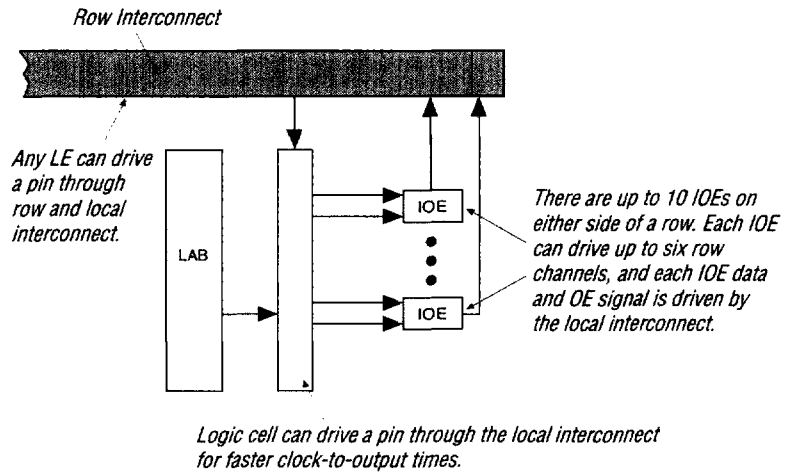 Row Interconnect
Any LE can drive
a pin through
row and local
interconnect.
LAB
IOE
IOE
There are up to 10 IOEs on
either side of a row. Each IOE
can drive up to six row
channels, and each IOE data
and OE signal is driven by
the local interconnect.
Logic cell can drive a pin through the local interconnect
for faster clock-to-output times.